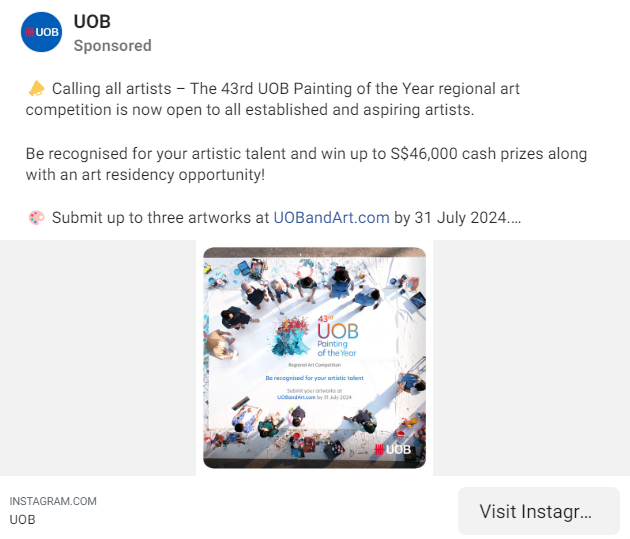 UOB
UOB
Sponsored
📣 Calling all artists – The 43rd UOB Painting of the Year regional art
competition is now open to all established and aspiring artists.
Be recognised for your artistic talent and win up to S$46,000 cash prizes along
with an art residency opportunity!
🎨 Submit up to three artworks at UOBandArt.com by 31 July 2024....
43RD
UOB
Painting
of the Year
Regional Art Competition
Be recognised for your artistic talent
Submit your artworks at
UOBandArt.com by 31 July 2024
UOB
INSTAGRAM.COM
UOB
Visit Instagr...